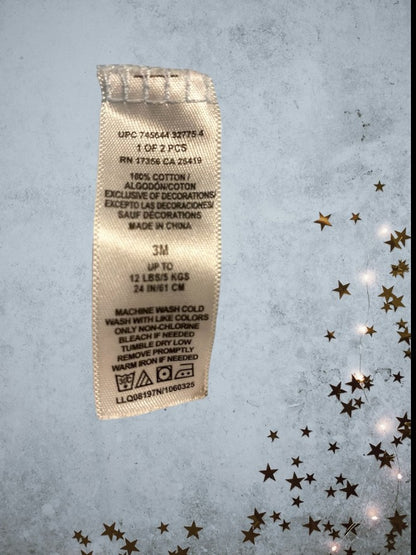 UPC 745644 32775 4
1 OF 2 PCS
RN 17356 CA 25419
100% COTTON/
ALGODÓN/COTON
EXCLUSIVE OF DECORATIONS/
EXCEPTO LAS DECORACIONES/
SAUF DÉCORATIONS
MADE IN CHINA
3M
UP TO
12 LBS/5 KGS
24 IN/61 CM
MACHINE WASH COLD
WASH WITH LIKE COLORS
ONLY NON-CHLORINE
BLEACH IF NEEDED
TUMBLE DRY LOW
REMOVE PROMPTLY
WARM IRON IF NEEDED
LLQ08197N/1060325